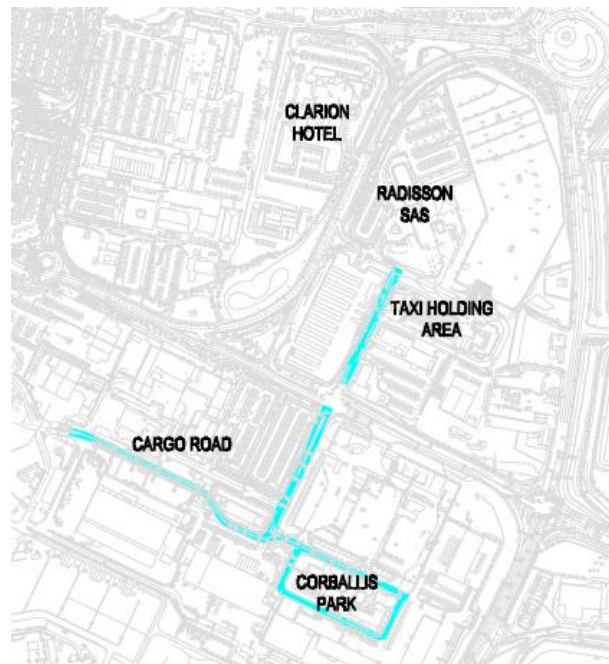 CLARION
HOTEL
RADISSON
SAS
TAXI HOLDING
AREA
CARGO ROAD
CORBALLIS
PARK